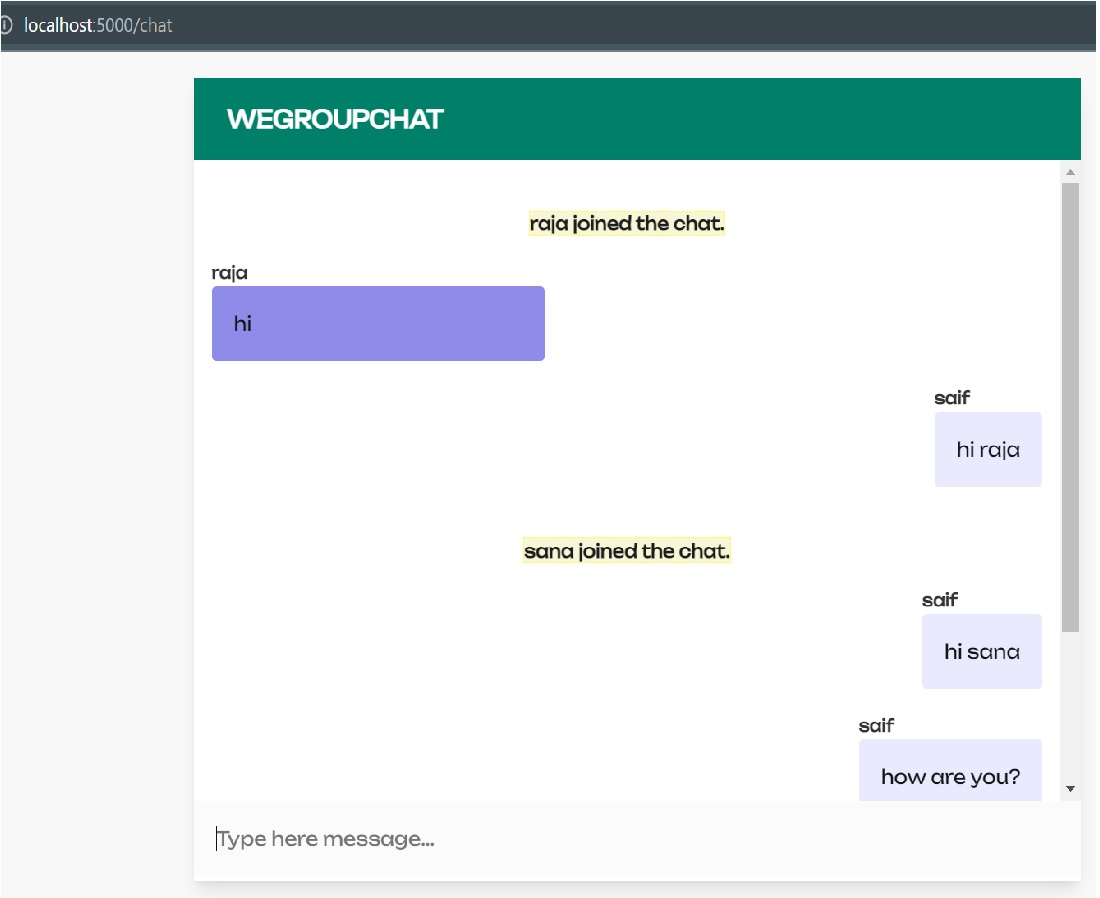 localhost:5000/chat
WEGROUPCHAT
raja joined the chat.
raja
hi
saif
hi raja
sana joined the chat.
saif
hi sana
saif
how are you?
Type here message...